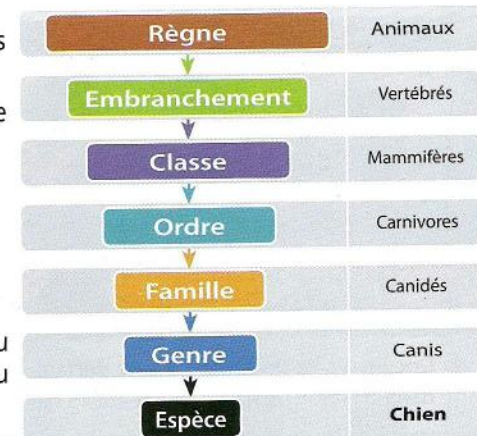 s
Règne Animaux
Embranchement Vertébrés
e
Classe Mammifères
Ordre Carnivores
Famille Canidés
u
Genre Canis
u
Espèce Chien